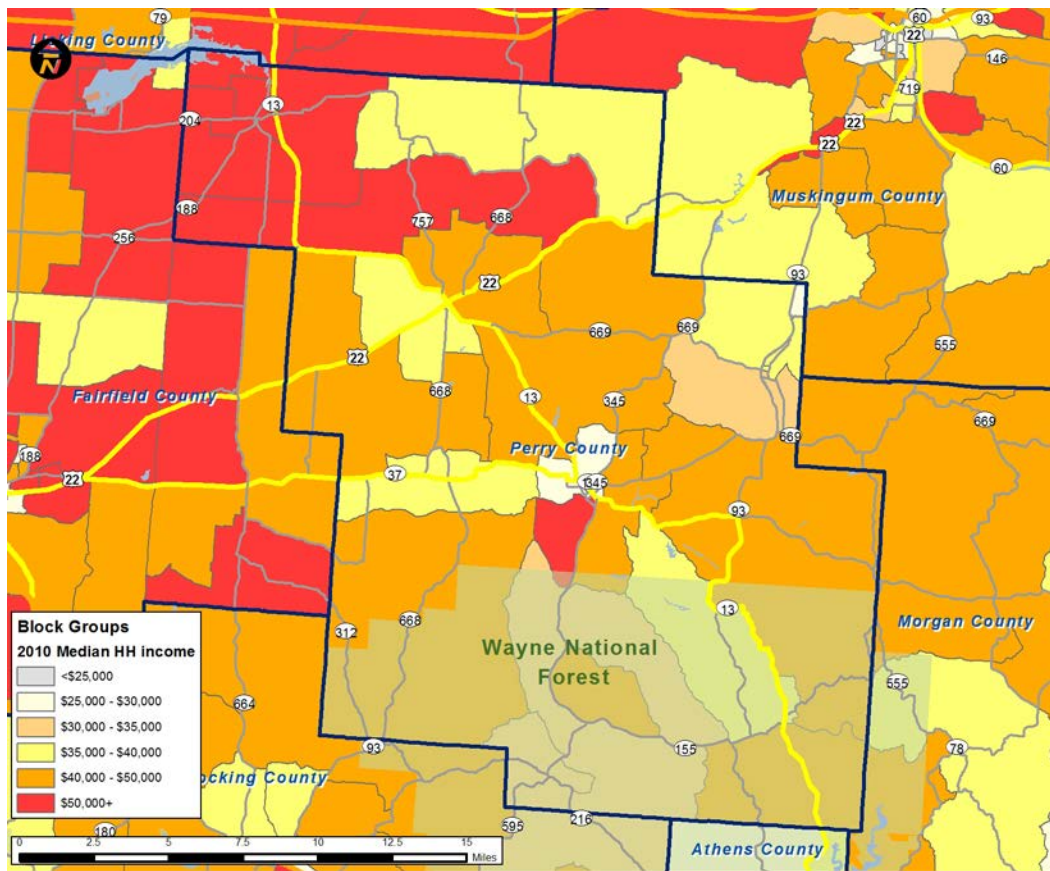 79
60
93
22
Licking County
N
146
13
719
204
22
22
60
188
Muskingum County
757
668
256
93
22
669
669
555
22
Fairfield County
668
13
345
669
669
188
Perry County
22
37
345
93
13
Block Groups
2010 Median HH income
<$25,000
$25,000 - $30,000
$30,000 - $35,000
$35,000 - $40,000
$40,000 - $50,000
$50,000+
312
668
Morgan County
Wayne National
Forest
555
664
93
155
78
ocking County
180
595
216
0 2.5 5 7.5 10 12.5 15
Miles
Athens County